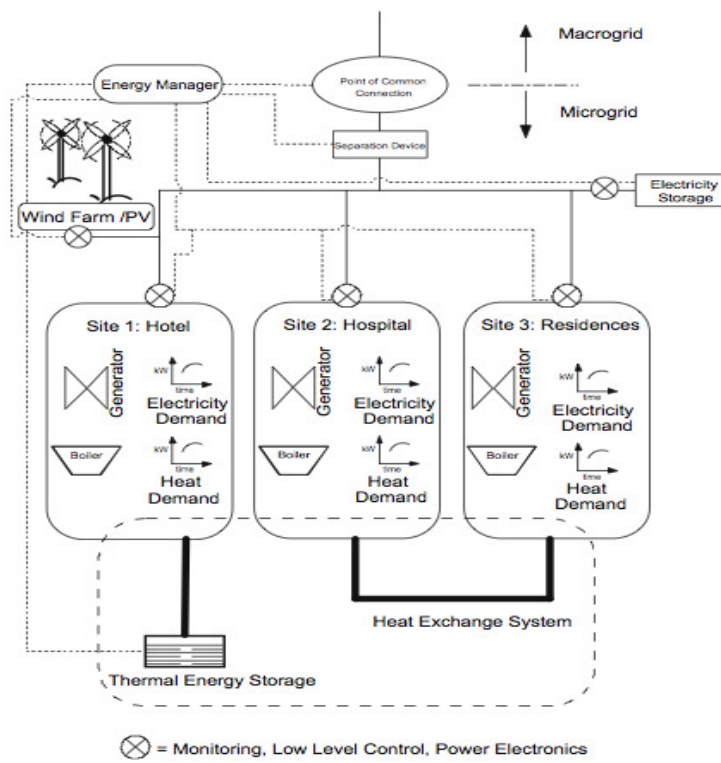 Macrogrid
Energy Manager
Point of Common
Connection
Microgrid
Separation Device
Electricity
Storage
Wind Farm /PV
Site 1: Hotel
Site 2: Hospital
Site 3: Residences
kW
time
Generator
Electricity
Demand
kW
time
Generator
Electricity
Demand
kW
time
Generator
Electricity
Demand
Boiler
kW
time
Heat
Demand
Boiler
kW
time
Heat
Demand
Boiler
kW
time
Heat
Demand
Heat Exchange System
Thermal Energy Storage
= Monitoring, Low Level Control, Power Electronics